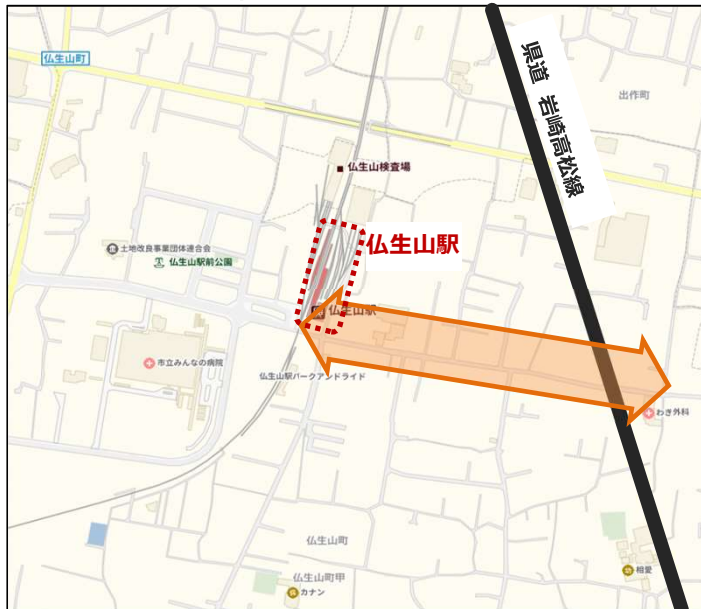 仏生山町
県道 岩崎高松線
出作町
仏生山検査場
仏生山駅
土地改良事業団体連合会
仏生山駅前公園
仏生山駅
市立みんなの病院
仏生山駅パークアンドライド
わき外科
仏生山町
仏生山町甲
カナン
相愛